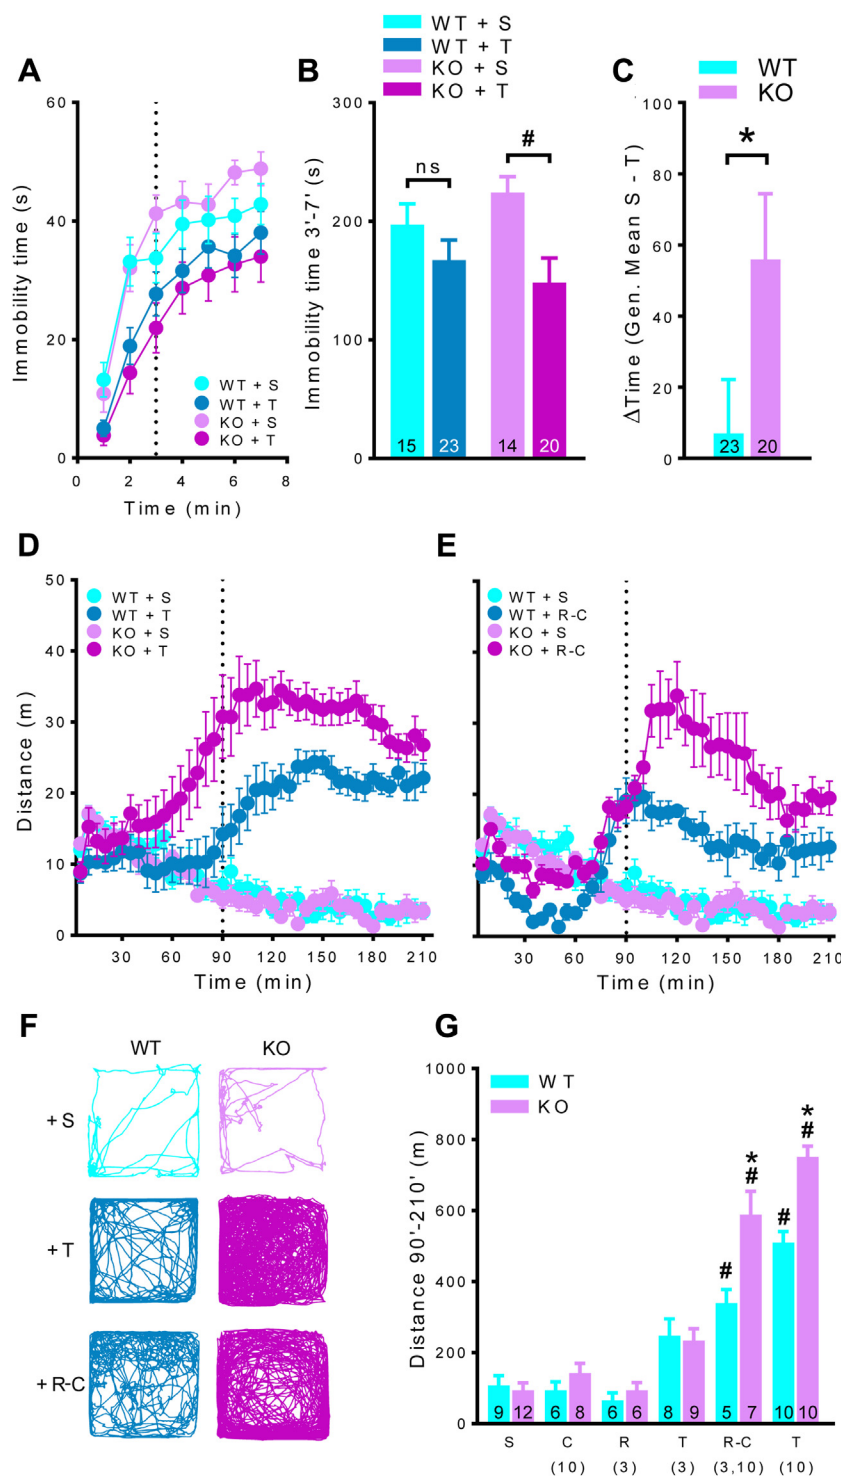 WT + S
WT + T
KO + S
KO + T
A
B
C
WT
KO
Immobility time (s)
60
40
20
0
0
2
4
6
8
Time (min)
WT + S
WT + T
KO + S
KO + T
Immobility time 3'-7' (s)
300
200
100
0
ns
#
15
23
14
20
ΔTime (Gen. Mean S - T)
100
80
60
40
20
0
*
23
20
D
E
Distance (m)
50
40
30
20
10
0
WT + S
WT + T
KO + S
KO + T
30
60
90
120
150
180
210
Time (min)
WT + S
WT + R-C
KO + S
KO + R-C
30
60
90
120
150
180
210
Time (min)
F
G
WT
KO
+ S
+ T
+ R-C
Distance 90'-210' (m)
1000
800
600
400
200
0
WT
KO
*
#
*
#
#
#
9
12
6
8
6
6
8
9
5
7
10
10
S
C
R
T
R-C
T
(10)
(3)
(3)
(3,10)
(10)